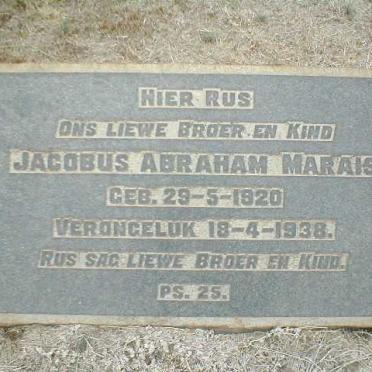 HIER RUS
ONS LIEWE BROER EN KIND
JACOBUS ABRAHAM MARAIS
GEB. 29-5-1920
VERONGELUK 18-4-1938.
RUS SAG LIEWE BROER EN KIND.
PS. 25.